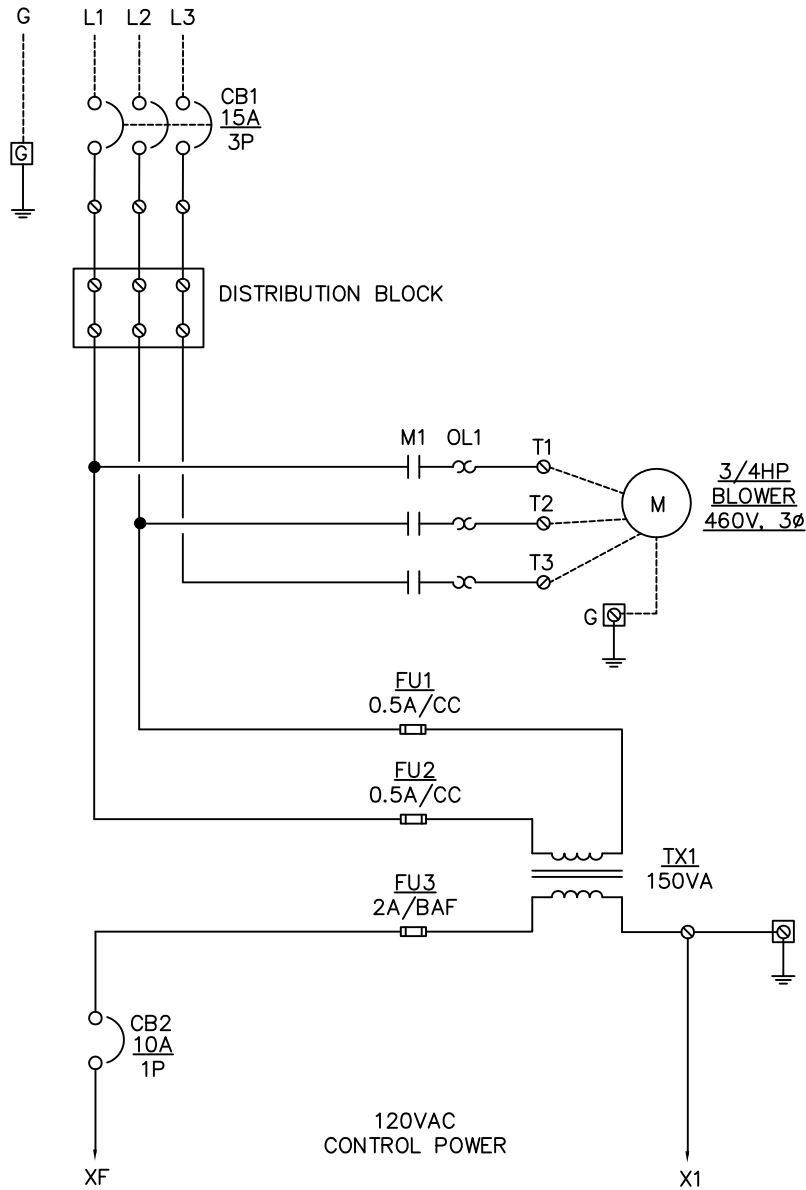 G L1 L2 L3
CB1
15A
3P
G
DISTRIBUTION BLOCK
M1 OL1 T1
T2
T3
M
3/4HP
BLOWER
460V, 3ø
G
FU1
0.5A/CC
FU2
0.5A/CC
TX1
150VA
FU3
2A/BAF
CB2
10A
1P
120VAC
CONTROL POWER
XF X1